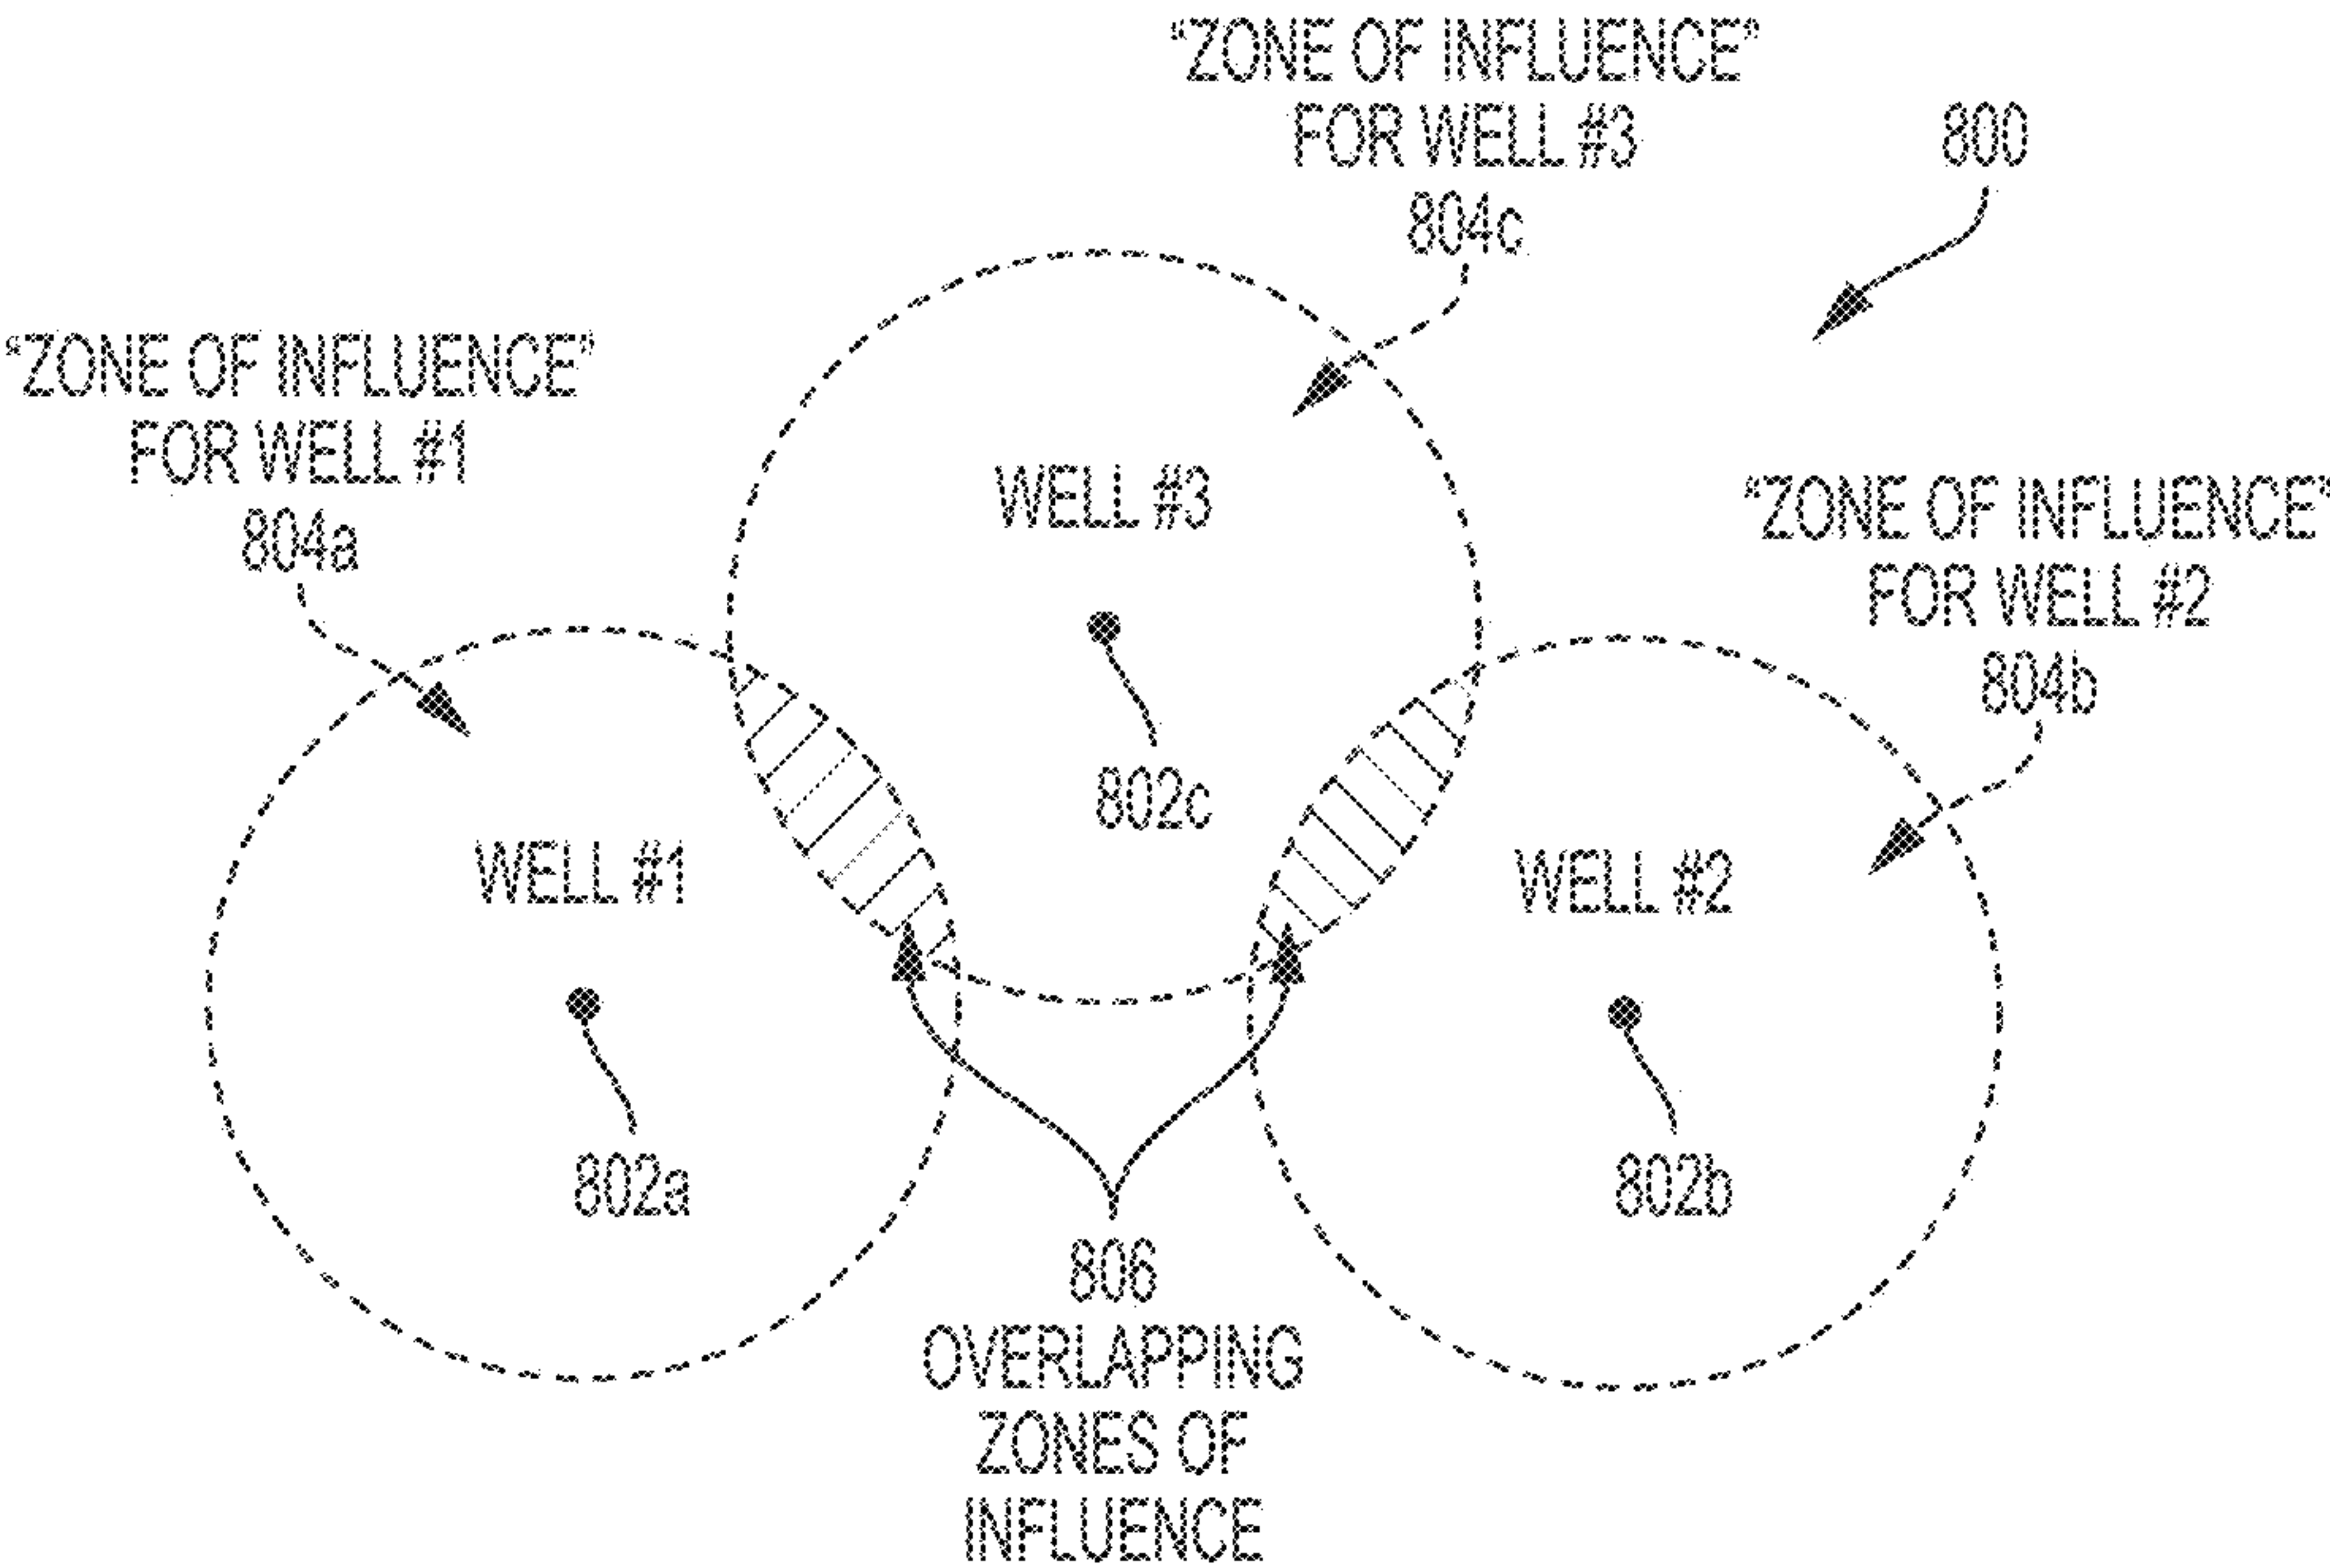 “ZONE OF INFLUENCE”
FOR WELL #3
804c
800
“ZONE OF INFLUENCE”
FOR WELL #1
804a
WELL #3
“ZONE OF INFLUENCE”
FOR WELL #2
804b
802c
WELL #1
WELL #2
802a
802b
806
OVERLAPPING
ZONES OF
INFLUENCE